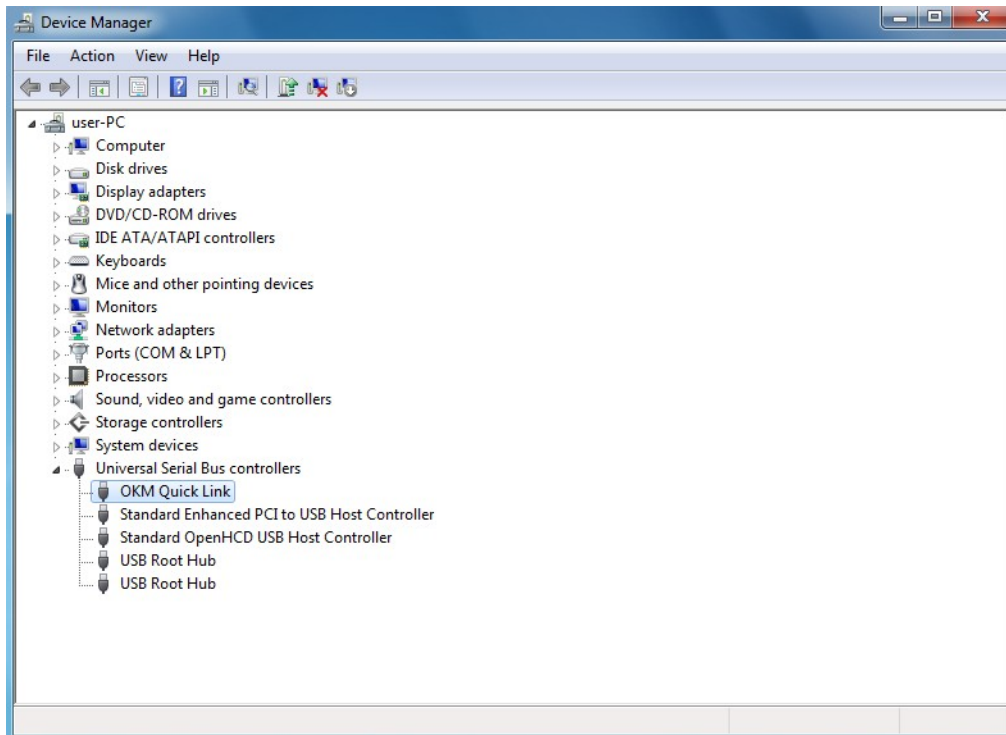 Device Manager
File Action View Help
user-PC
Computer
Disk drives
Display adapters
DVD/CD-ROM drives
IDE ATA/ATAPI controllers
Keyboards
Mice and other pointing devices
Monitors
Network adapters
Ports (COM & LPT)
Processors
Sound, video and game controllers
Storage controllers
System devices
Universal Serial Bus controllers
OKM Quick Link
Standard Enhanced PCI to USB Host Controller
Standard OpenHCD USB Host Controller
USB Root Hub
USB Root Hub